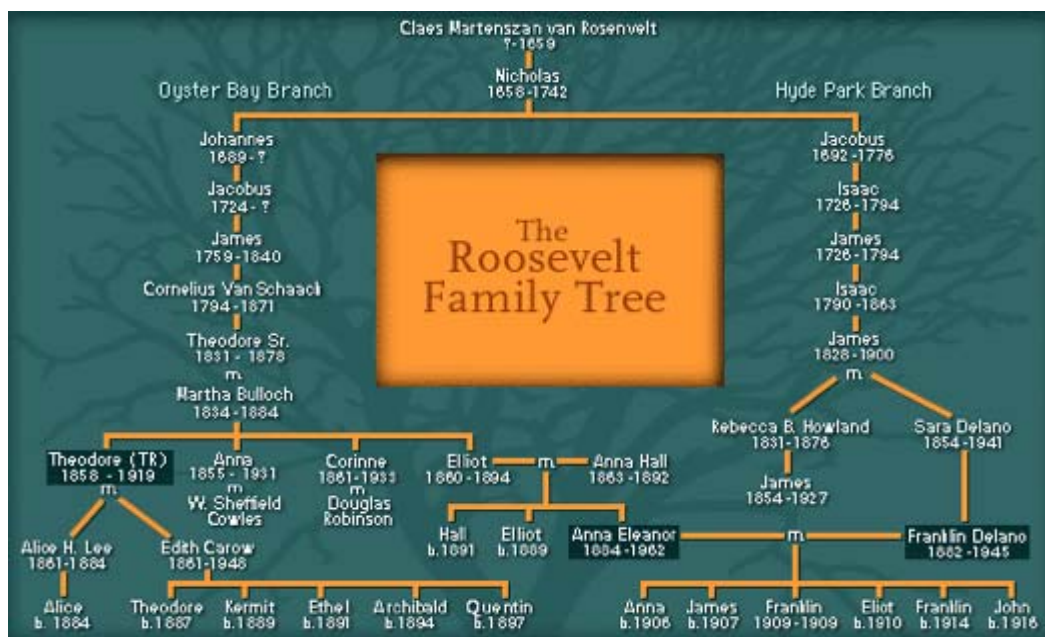 Claes Martenszan van Rosenvelt
?-1659
Nicholas
1658-1742
Oyster Bay Branch
Hyde Park Branch
Johannes
1689-?
Jacobus
1692-1776
Jacobus
1724-?
Isaac
1726-1794
James
1759-1840
James
1726-1794
Cornelius Van Schaack
1794-1871
Isaac
1790-1863
Theodore Sr.
1831-1878
m.
Martha Bulloch
1834-1884
James
1828-1900
m.
The
Roosevelt
Family Tree
Rebecca B. Howland
1831-1876
Sara Delano
1854-1941
James
1854-1927
Theodore (TR)
1858-1919
m.
Anna
1855-1931
m
W. Sheffield
Cowles
Corinne
1861-1933
m
Douglas
Robinson
Elliot
1860-1894
m.
Anna Hall
1863-1892
Hall
b.1891
Elliot
b.1889
Anna Eleanor
1884-1962
m.
Franklin Delano
1882-1945
Alice H. Lee
1861-1884
Edith Carow
1861-1948
Alice
b. 1884
Theodore
b.1887
Kermit
b.1889
Ethel
b.1891
Archibald
b.1894
Quentin
b.1897
Anna
b.1906
James
b.1907
Franklin
1909-1909
Eliot
b.1910
Franklin
b.1914
John
b.1916